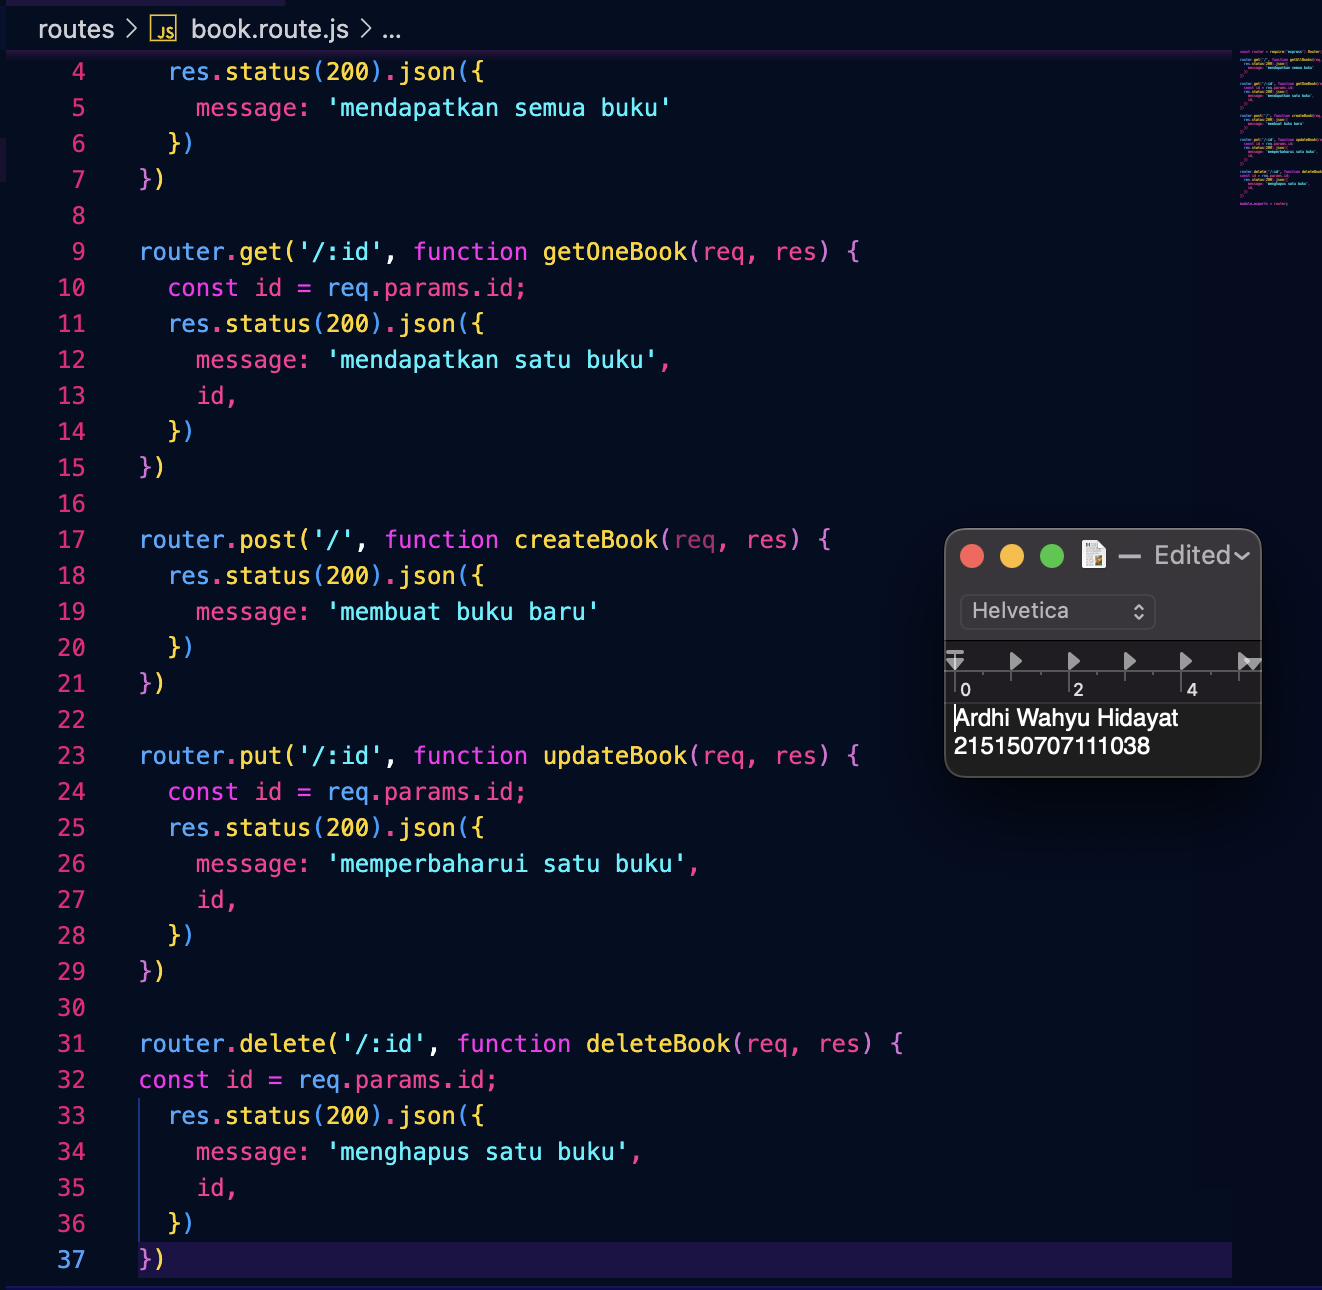 routes > JS book.route.js > ...
4 res.status(200).json({
5 message: 'mendapatkan semua buku'
6 })
7 })
8
9 router.get('/:id', function getOneBook(req, res) {
10 const id = req.params.id;
11 res.status(200).json({
12 message: 'mendapatkan satu buku',
13 id,
14 })
15 })
16
17 router.post('/', function createBook(req, res) {
18 res.status(200).json({
19 message: 'membuat buku baru'
20 })
21 })
22
23 router.put('/:id', function updateBook(req, res) {
24 const id = req.params.id;
25 res.status(200).json({
26 message: 'memperbaharui satu buku',
27 id,
28 })
29 })
30
31 router.delete('/:id', function deleteBook(req, res) {
32 const id = req.params.id;
33 res.status(200).json({
34 message: 'menghapus satu buku',
35 id,
36 })
37 })
— Edited
Helvetica
0 2 4
Ardhi Wahyu Hidayat
215150707111038